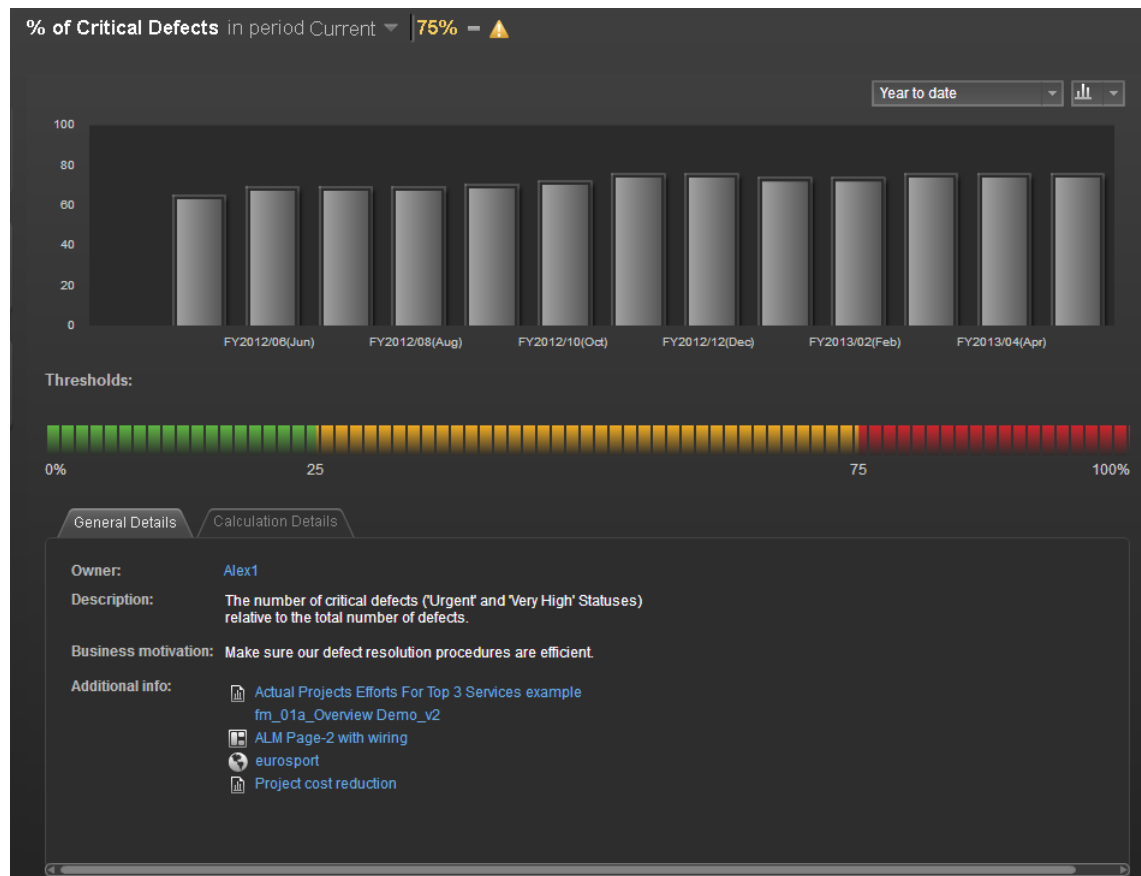 % of Critical Defects in period Current 75%
Year to date
100
80
60
40
20
0
FY2012/06(Jun) FY2012/08(Aug) FY2012/10(Oct) FY2012/12(Dec) FY2013/02(Feb) FY2013/04(Apr)
Thresholds:
0% 25 75 100%
General Details Calculation Details
Owner: Alex1
Description: The number of critical defects ('Urgent' and 'Very High' Statuses)
relative to the total number of defects.
Business motivation: Make sure our defect resolution procedures are efficient.
Additional info: Actual Projects Efforts For Top 3 Services example
fm_01a_Overview Demo_v2
ALM Page-2 with wiring
eurosport
Project cost reduction